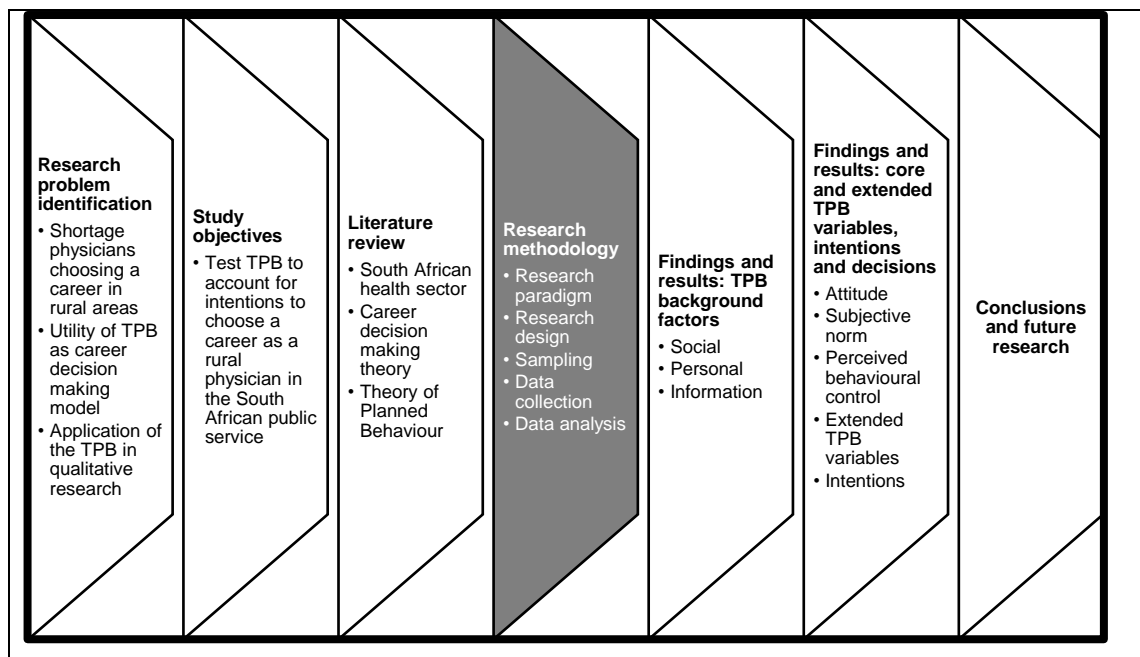 Research
problem
identification
• Shortage
physicians
choosing a
career in
rural areas
• Utility of TPB
as career
decision
making
model
• Application of
the TPB in
qualitative
research
Study
objectives
• Test TPB to
account for
intentions to
choose a
career as a
rural
physician in
the South
African public
service
Literature
review
• South African
health sector
• Career
decision
making
theory
• Theory of
Planned
Behaviour
Research
methodology
• Research
paradigm
• Research
design
• Sampling
• Data
collection
• Data analysis
Findings and
results: TPB
background
factors
• Social
• Personal
• Information
Findings and
results: core
and extended
TPB
variables,
intentions
and decisions
• Attitude
• Subjective
norm
• Perceived
behavioural
control
• Extended
TPB
variables
• Intentions
Conclusions
and future
research